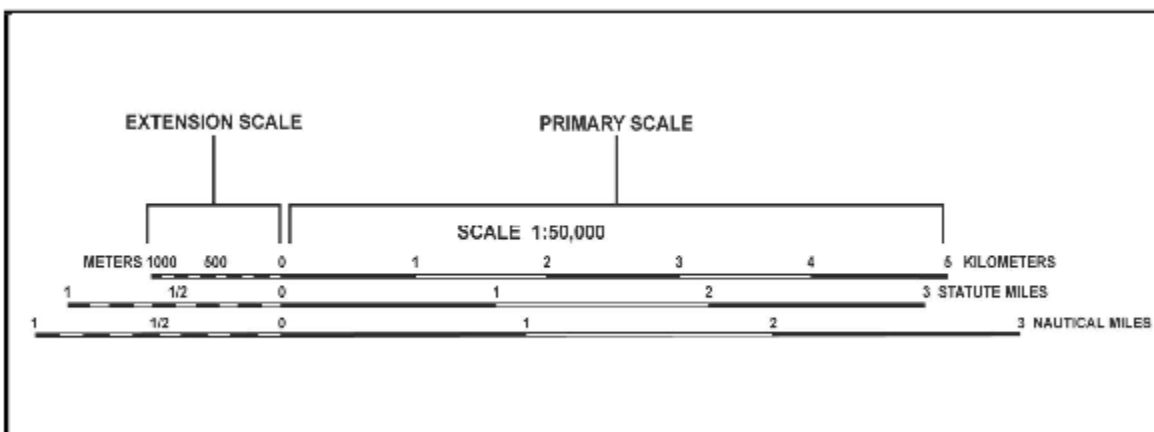 EXTENSION SCALE PRIMARY SCALE
SCALE 1:50,000
METERS 1000 500 0 1 2 3 4 5 KILOMETERS
1 1/2 0 1 2 3 STATUTE MILES
1 1/2 0 1 2 3 NAUTICAL MILES